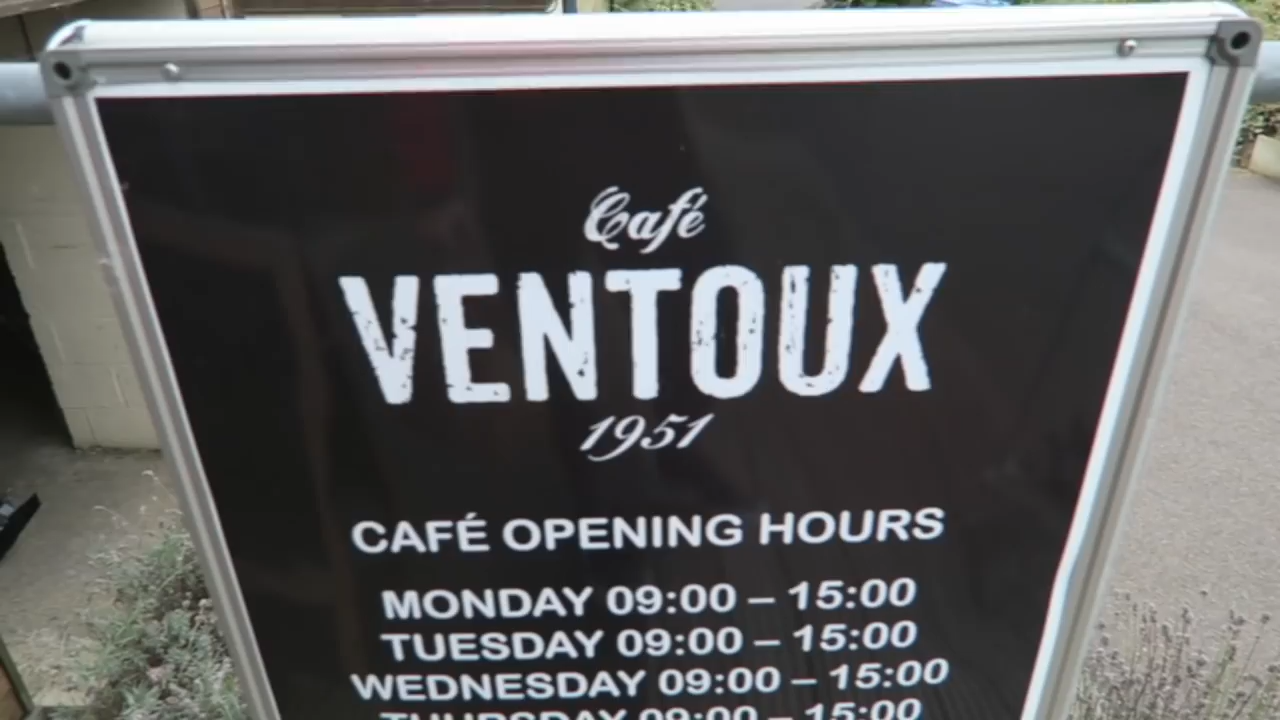 Café
VENTOUX
1951
CAFÉ OPENING HOURS
MONDAY 09:00 – 15:00
TUESDAY 09:00 – 15:00
WEDNESDAY 09:00 – 15:00
THURSDAY 09:00 – 15:00